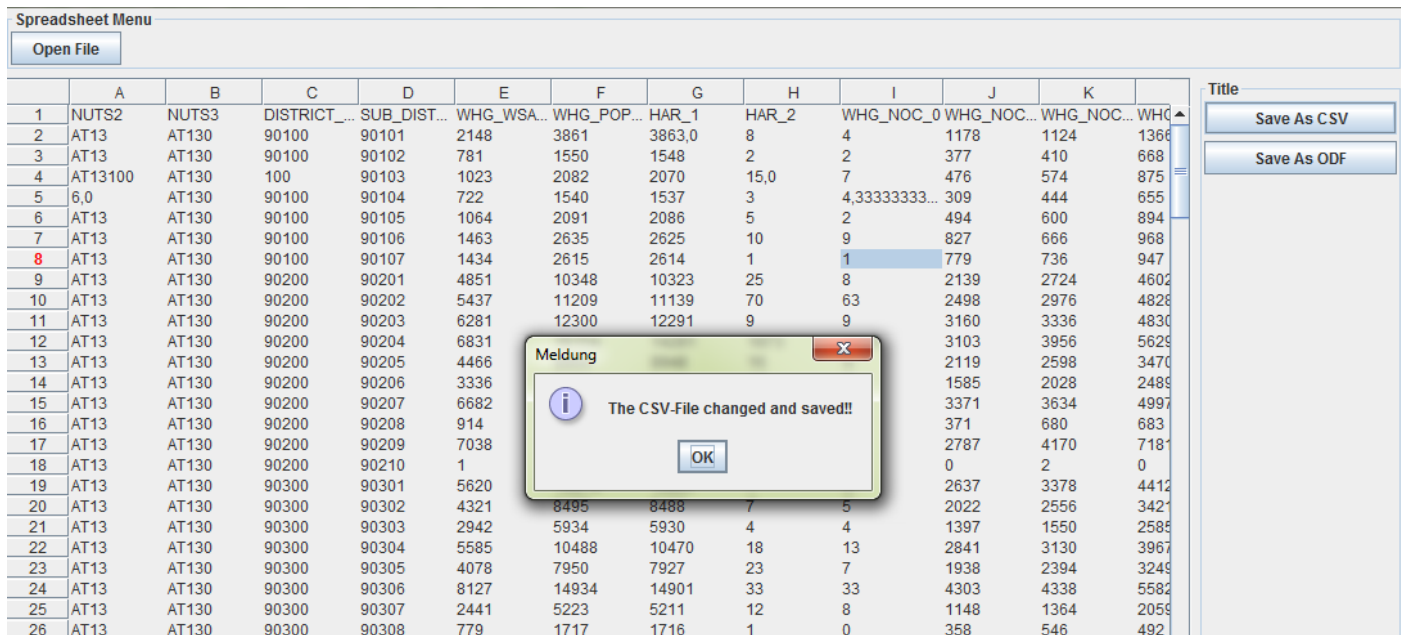 Spreadsheet Menu
Open File
A B C D E F G H I J K
1 NUTS2 NUTS3 DISTRICT_... SUB_DIST... WHG_WSA... WHG_POP... HAR_1 HAR_2 WHG_NOC_0 WHG_NOC... WHG_NOC... WHG
2 AT13 AT130 90100 90101 2148 3861 3863,0 8 4 1178 1124 1366
3 AT13 AT130 90100 90102 781 1550 1548 2 2 377 410 668
4 AT13100 AT130 100 90103 1023 2082 2070 15,0 7 476 574 875
5 6,0 AT130 90100 90104 722 1540 1537 3 4,33333333... 309 444 655
6 AT13 AT130 90100 90105 1064 2091 2086 5 2 494 600 894
7 AT13 AT130 90100 90106 1463 2635 2625 10 9 827 666 968
8 AT13 AT130 90100 90107 1434 2615 2614 1 1 779 736 947
9 AT13 AT130 90200 90201 4851 10348 10323 25 8 2139 2724 4602
10 AT13 AT130 90200 90202 5437 11209 11139 70 63 2498 2976 4828
11 AT13 AT130 90200 90203 6281 12300 12291 9 9 3160 3336 4830
12 AT13 AT130 90200 90204 6831 3103 3956 5629
13 AT13 AT130 90200 90205 4466 2119 2598 3470
14 AT13 AT130 90200 90206 3336 1585 2028 2489
15 AT13 AT130 90200 90207 6682 3371 3634 4997
16 AT13 AT130 90200 90208 914 371 680 683
17 AT13 AT130 90200 90209 7038 2787 4170 7181
18 AT13 AT130 90200 90210 1 0 2 0
19 AT13 AT130 90300 90301 5620 2637 3378 4412
20 AT13 AT130 90300 90302 4321 8495 8488 7 5 2022 2556 3421
21 AT13 AT130 90300 90303 2942 5934 5930 4 4 1397 1550 2585
22 AT13 AT130 90300 90304 5585 10488 10470 18 13 2841 3130 3967
23 AT13 AT130 90300 90305 4078 7950 7927 23 7 1938 2394 3249
24 AT13 AT130 90300 90306 8127 14934 14901 33 33 4303 4338 5582
25 AT13 AT130 90300 90307 2441 5223 5211 12 8 1148 1364 2059
26 AT13 AT130 90300 90308 779 1717 1716 1 0 358 546 492
Meldung
The CSV-File changed and saved!!
OK
Title
Save As CSV
Save As ODF